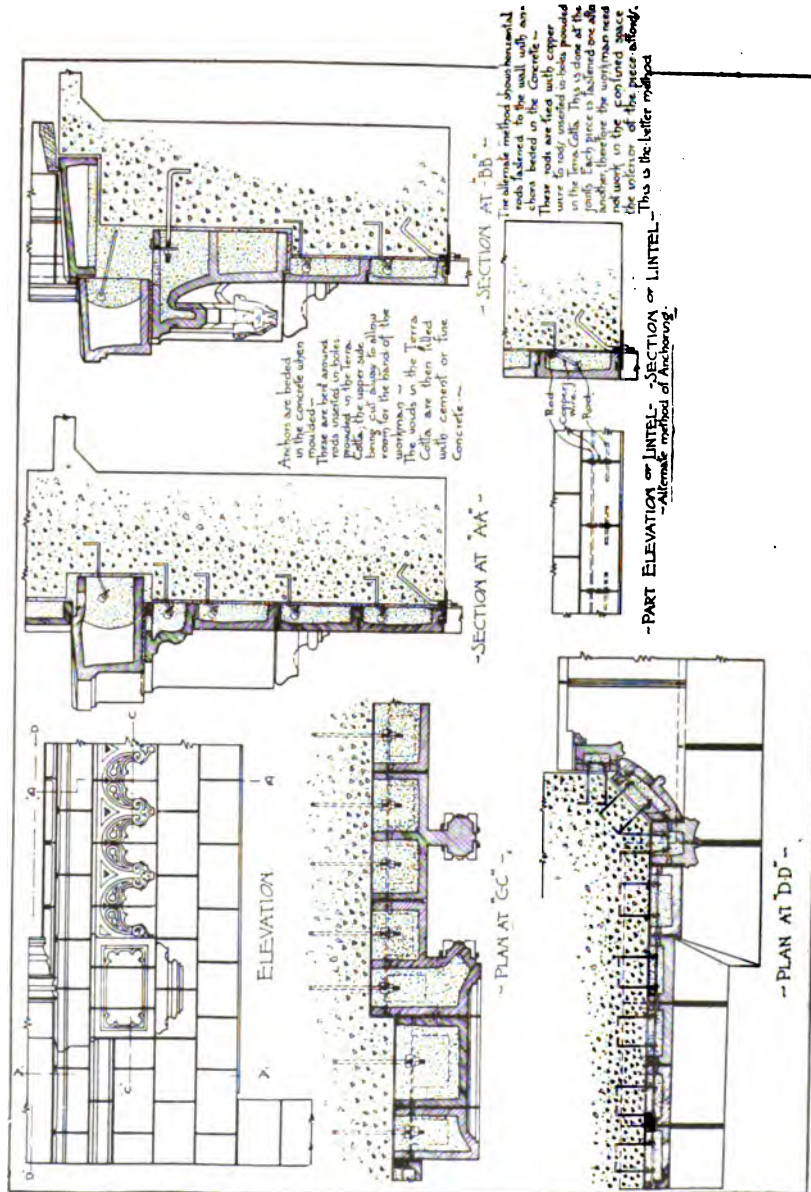 D
D
C
C
A
A
ELEVATION
-SECTION AT "AA"-
Anchors are beded
in the concrete when
moulded-
These are bent around
rods inserted in holes
provided in the Terra
Cotta, the upper side
being cut away to allow
room for the hand of the
workman-
The voids in the Terra
Cotta are then filled
with cement or fine
Concrete-
-SECTION AT "BB"-
The alternate method shows horizontal
rods fastened to the wall with an-
chors beded in the Concrete-
These rods are tied with copper
wire to rods inserted in holes provided
in the Terra Cotta. This is done at the
joints. Each piece is fastened one after
another, therefore the workman need
not work in the confined space
the interior of the piece affords.
This is the better method
-PLAN AT "CC"-
-PLAN AT "DD"-
Rod
Copper
Wire
Rod
-PART ELEVATION OF LINTEL-
-SECTION OF LINTEL-
-Alternate method of Anchoring-